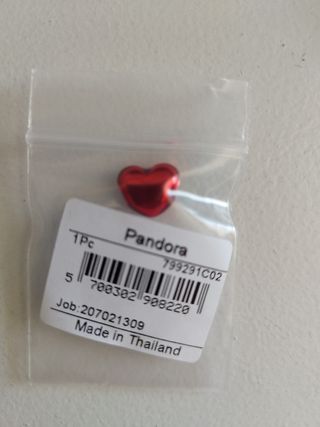 Pandora
1Pc 799291C02
5 700302 908220
Job:207021309
Made in Thailand